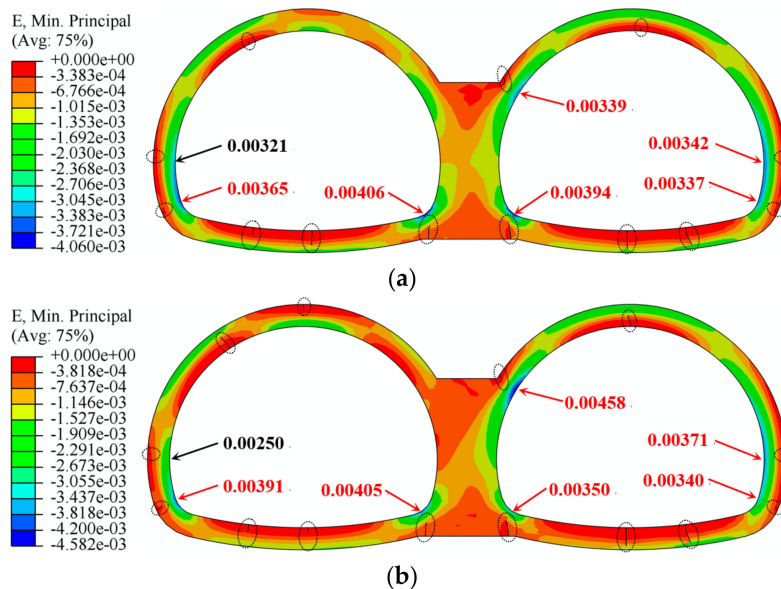 E, Min. Principal
(Avg: 75%)
+0.000e+00
-3.383e-04
-6.766e-04
-1.015e-03
-1.353e-03
-1.692e-03
-2.030e-03
-2.368e-03
-2.706e-03
-3.045e-03
-3.383e-03
-3.721e-03
-4.060e-03
0.00321
0.00365
0.00406
0.00339
0.00394
0.00342
0.00337
(a)
E, Min. Principal
(Avg: 75%)
+0.000e+00
-3.818e-04
-7.637e-04
-1.146e-03
-1.527e-03
-1.909e-03
-2.291e-03
-2.673e-03
-3.055e-03
-3.437e-03
-3.818e-03
-4.200e-03
-4.582e-03
0.00250
0.00391
0.00405
0.00458
0.00350
0.00371
0.00340
(b)